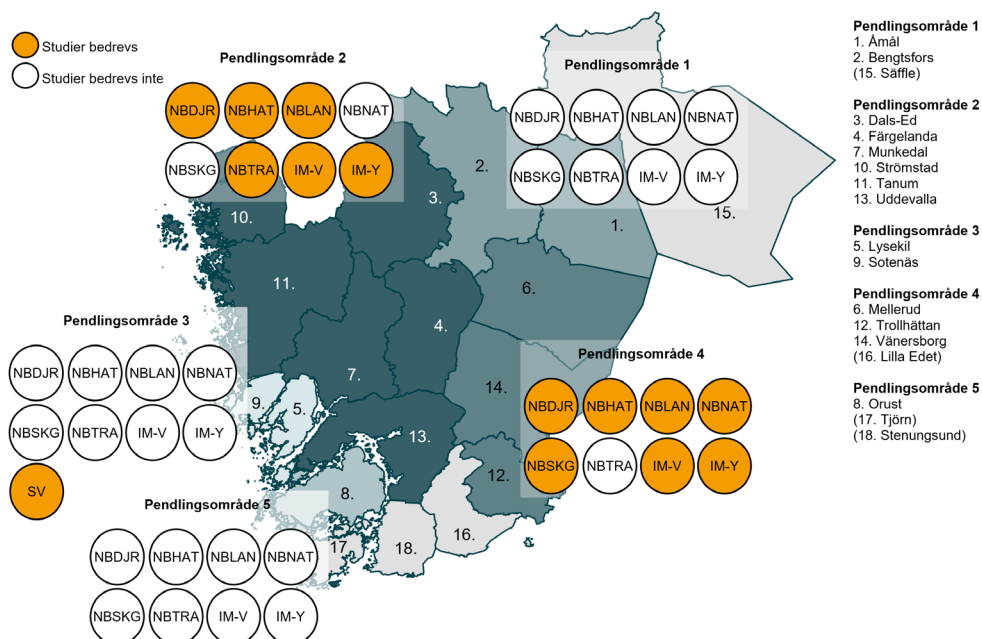 Studier bedrevs
Studier bedrevs inte
Pendlingsområde 2
NBDJR NBHAT NBLAN NBNAT
NBSKG NBTRA IM-V IM-Y
Pendlingsområde 1
NBDJR NBHAT NBLAN NBNAT
NBSKG NBTRA IM-V IM-Y
2.
3.
15.
10.
1.
11.
6.
4.
Pendlingsområde 3
NBDJR NBHAT NBLAN NBNAT
NBSKG NBTRA IM-V IM-Y
SV
7.
9.
5.
14.
13.
Pendlingsområde 4
NBDJR NBHAT NBLAN NBNAT
NBSKG NBTRA IM-V IM-Y
12.
8.
16.
17.
18.
Pendlingsområde 5
NBDJR NBHAT NBLAN NBNAT
NBSKG NBTRA IM-V IM-Y
Pendlingsområde 1
1. Åmål
2. Bengtsfors
(15. Säffle)
Pendlingsområde 2
3. Dals-Ed
4. Färgelanda
7. Munkedal
10. Strömstad
11. Tanum
13. Uddevalla
Pendlingsområde 3
5. Lysekil
9. Sotenäs
Pendlingsområde 4
6. Mellerud
12. Trollhättan
14. Vänersborg
(16. Lilla Edet)
Pendlingsområde 5
8. Orust
(17. Tjörn)
(18. Stenungsund)